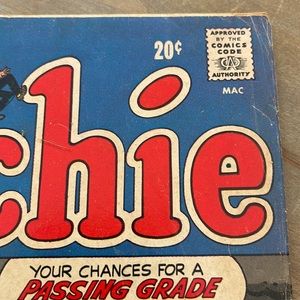 20¢
APPROVED
BY THE
COMICS
CODE
CA
AUTHORITY
MAC
chie
YOUR CHANCES FOR A
PASSING GRADE